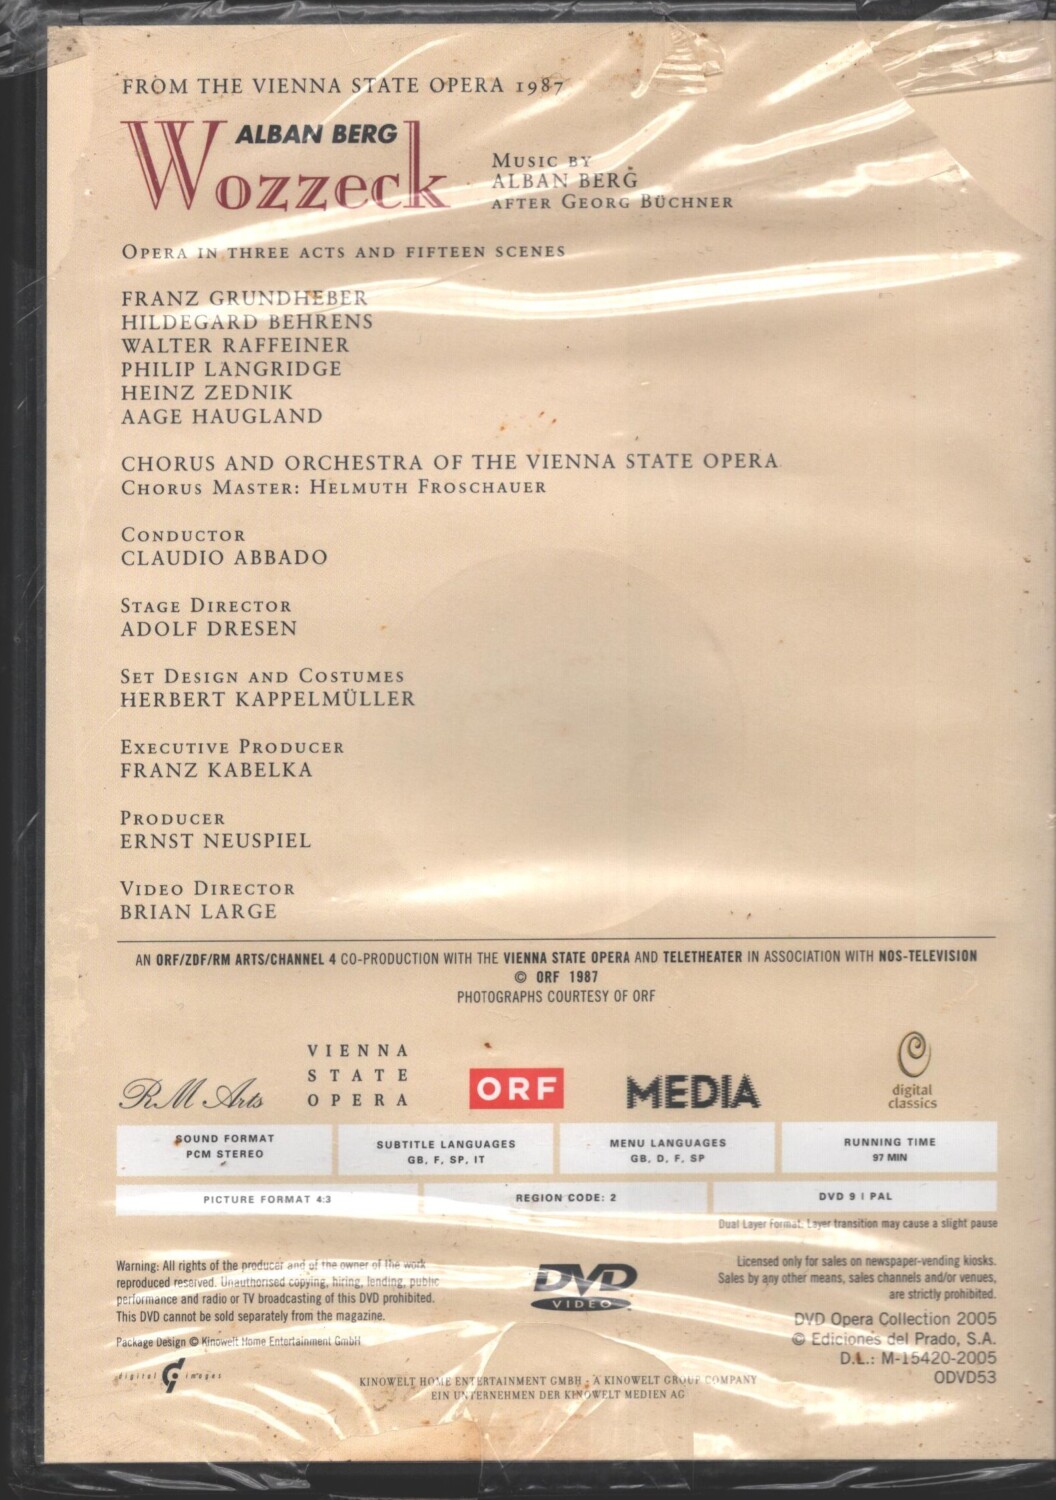 FROM THE VIENNA STATE OPERA 1987
ALBAN BERG
Wozzeck
MUSIC BY
ALBAN BERG
AFTER GEORG BÜCHNER
OPERA IN THREE ACTS AND FIFTEEN SCENES
FRANZ GRUNDHEBER
HILDEGARD BEHRENS
WALTER RAFFEINER
PHILIP LANGRIDGE
HEINZ ZEDNIK
AAGE HAUGLAND
CHORUS AND ORCHESTRA OF THE VIENNA STATE OPERA
CHORUS MASTER: HELMUTH FROSCHAUER
CONDUCTOR
CLAUDIO ABBADO
STAGE DIRECTOR
ADOLF DRESEN
SET DESIGN AND COSTUMES
HERBERT KAPPELMÜLLER
EXECUTIVE PRODUCER
FRANZ KABELKA
PRODUCER
ERNST NEUSPIEL
VIDEO DIRECTOR
BRIAN LARGE
AN ORF/ZDF/RM ARTS/CHANNEL 4 CO-PRODUCTION WITH THE VIENNA STATE OPERA AND TELETHEATER IN ASSOCIATION WITH NOS-TELEVISION
© ORF 1987
PHOTOGRAPHS COURTESY OF ORF
RM Arts
VIENNA
STATE
OPERA
ORF
MEDIA
digital
classics
SOUND FORMAT
PCM STEREO
SUBTITLE LANGUAGES
GB, F, SP, IT
MENU LANGUAGES
GB, D, F, SP
RUNNING TIME
97 MIN
PICTURE FORMAT 4:3
REGION CODE: 2
DVD 9 | PAL
Dual Layer Format. Layer transition may cause a slight pause
Warning: All rights of the producer and of the owner of the work
reproduced reserved. Unauthorised copying, hiring, lending, public
performance and radio or TV broadcasting of this DVD prohibited.
This DVD cannot be sold separately from the magazine.
Package Design © Kinowelt Home Entertainment GmbH
digital images
DVD
VIDEO
Licensed only for sales on newspaper-vending kiosks.
Sales by any other means, sales channels and/or venues,
are strictly prohibited.
DVD Opera Collection 2005
© Ediciones del Prado, S.A.
D.L.: M-15420-2005
ODVD53
KINOWELT HOME ENTERTAINMENT GMBH · A KINOWELT GROUP COMPANY
EIN UNTERNEHMEN DER KINOWELT MEDIEN AG